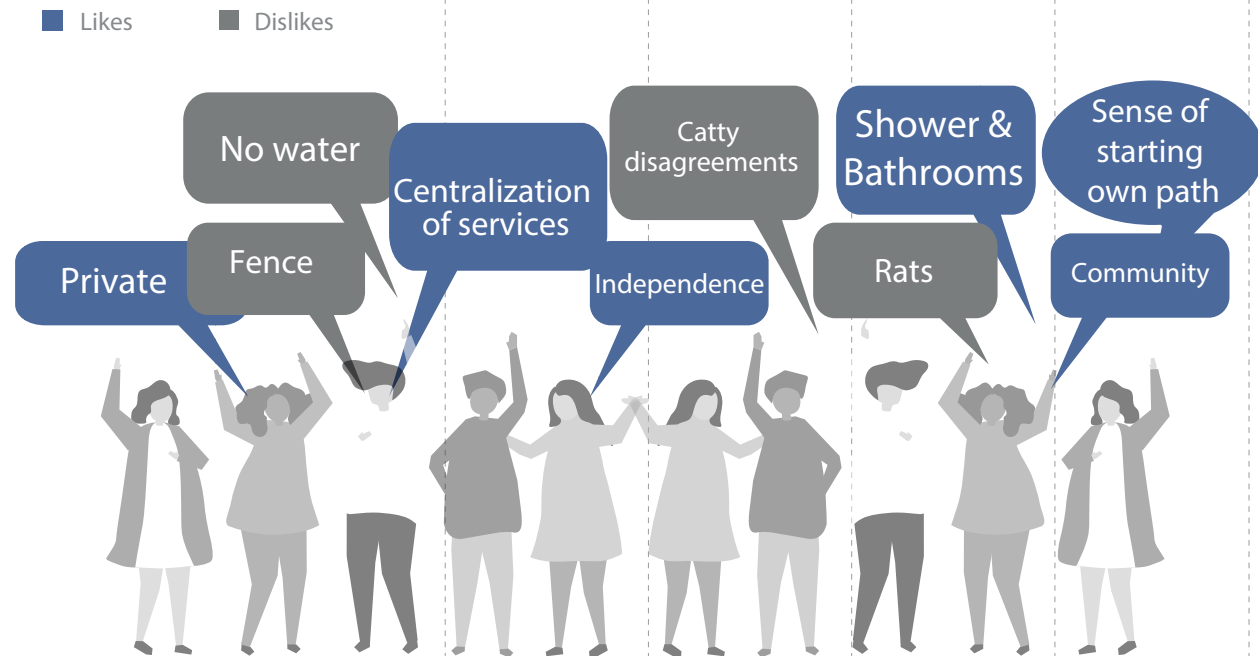 Likes
Dislikes
No water
Centralization
of services
Catty
disagreements
Shower &
Bathrooms
Sense of
starting
own path
Private
Fence
Independence
Rats
Community